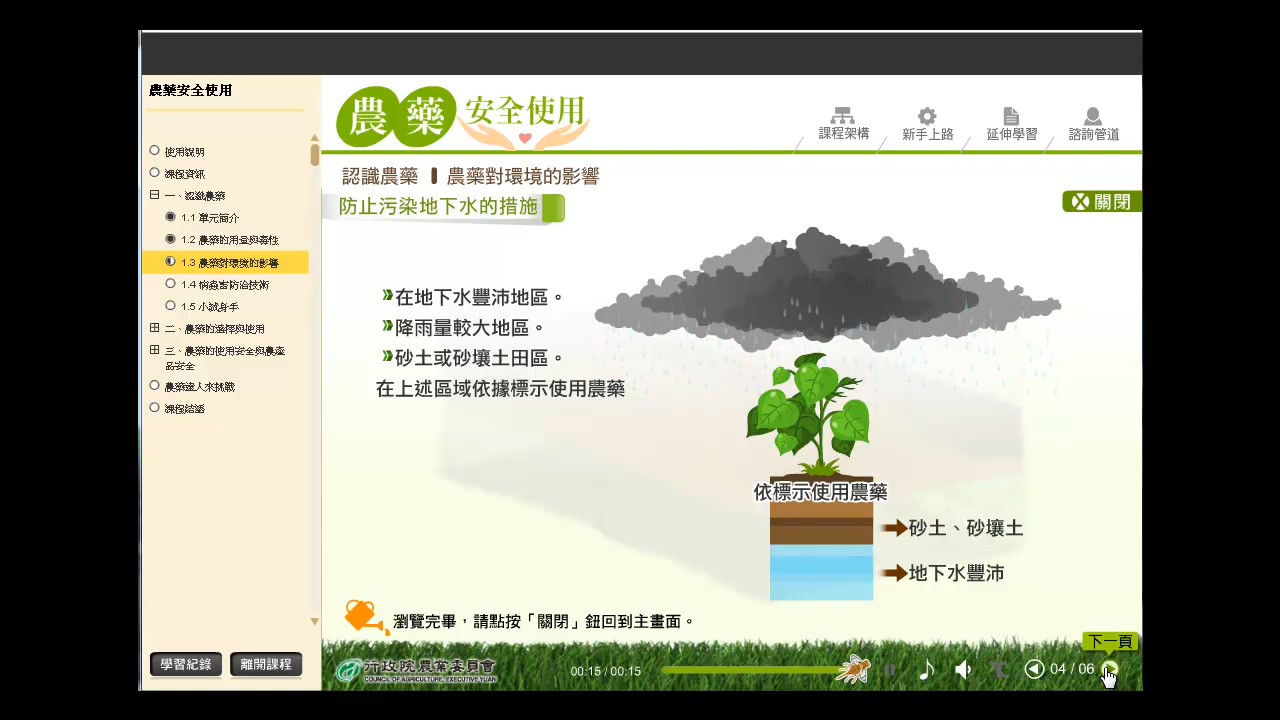 農藥安全使用
使用說明
課程資訊
一、認識農藥
1.1 單元簡介
1.2 農藥的用量與毒性
1.3 農藥對環境的影響
1.4 病蟲害防治技術
1.5 小試身手
二、農藥的選擇與使用
三、農藥的使用安全與農產
品安全
農藥達人來挑戰
課程結語
學習紀錄
離開課程
農藥 安全使用
課程架構
新手上路
延伸學習
諮詢管道
認識農藥 農藥對環境的影響
防止污染地下水的措施
關閉
在地下水豐沛地區。
降雨量較大地區。
砂土或砂壤土田區。
在上述區域依據標示使用農藥
依標示使用農藥
砂土、砂壤土
地下水豐沛
瀏覽完畢，請點按「關閉」鈕回到主畫面。
下一頁
行政院農業委員會
COUNCIL OF AGRICULTURE, EXECUTIVE YUAN
00:15 / 00:15
04 / 06